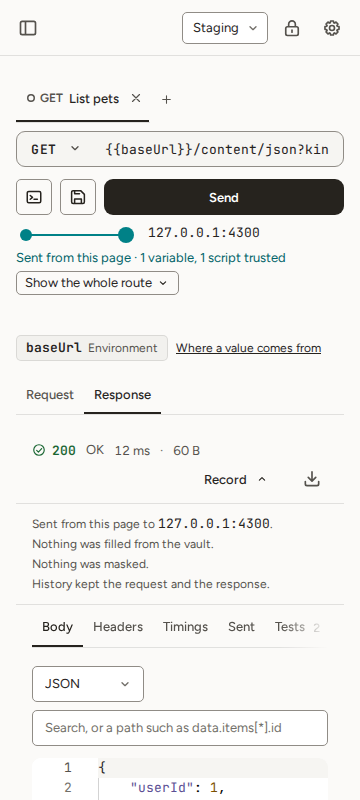 Staging
GET List pets
GET {{baseUrl}}/content/json?kin
Send
127.0.0.1:4300
Sent from this page · 1 variable, 1 script trusted
Show the whole route
baseUrl Environment Where a value comes from
Request Response
200 OK 12 ms · 60 B
Record
Sent from this page to 127.0.0.1:4300.
Nothing was filled from the vault.
Nothing was masked.
History kept the request and the response.
Body Headers Timings Sent Tests 2
JSON
Search, or a path such as data.items[*].id
1 {
2 "userId": 1,